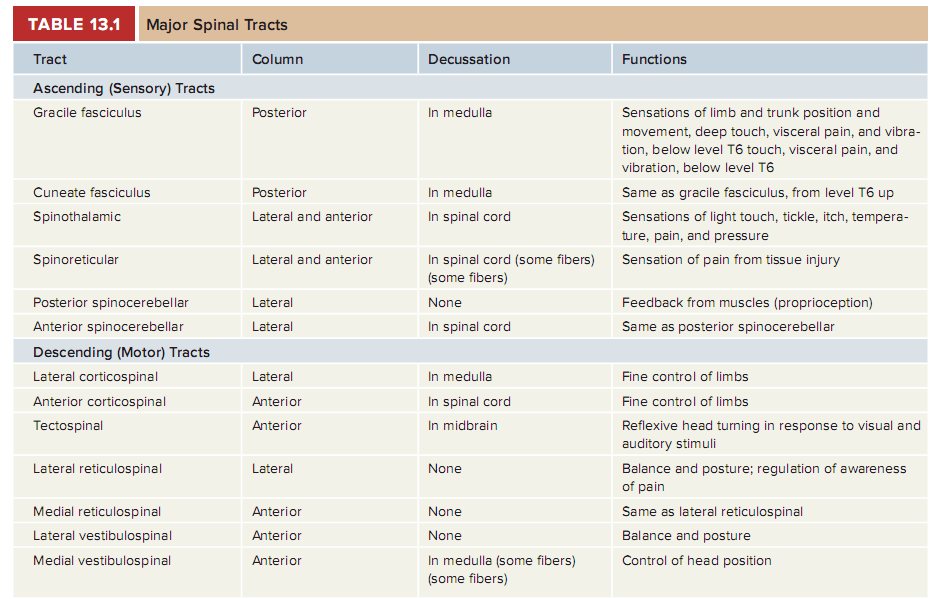 TABLE 13.1 Major Spinal Tracts
Tract Column Decussation Functions
Ascending (Sensory) Tracts
Gracile fasciculus Posterior In medulla Sensations of limb and trunk position and
movement, deep touch, visceral pain, and vibra-
tion, below level T6 touch, visceral pain, and
vibration, below level T6
Cuneate fasciculus Posterior In medulla Same as gracile fasciculus, from level T6 up
Spinothalamic Lateral and anterior In spinal cord Sensations of light touch, tickle, itch, tempera-
ture, pain, and pressure
Spinoreticular Lateral and anterior In spinal cord (some fibers) Sensation of pain from tissue injury
(some fibers)
Posterior spinocerebellar Lateral None Feedback from muscles (proprioception)
Anterior spinocerebellar Lateral In spinal cord Same as posterior spinocerebellar
Descending (Motor) Tracts
Lateral corticospinal Lateral In medulla Fine control of limbs
Anterior corticospinal Anterior In spinal cord Fine control of limbs
Tectospinal Anterior In midbrain Reflexive head turning in response to visual and
auditory stimuli
Lateral reticulospinal Lateral None Balance and posture; regulation of awareness
of pain
Medial reticulospinal Anterior None Same as lateral reticulospinal
Lateral vestibulospinal Anterior None Balance and posture
Medial vestibulospinal Anterior In medulla (some fibers) Control of head position
(some fibers)